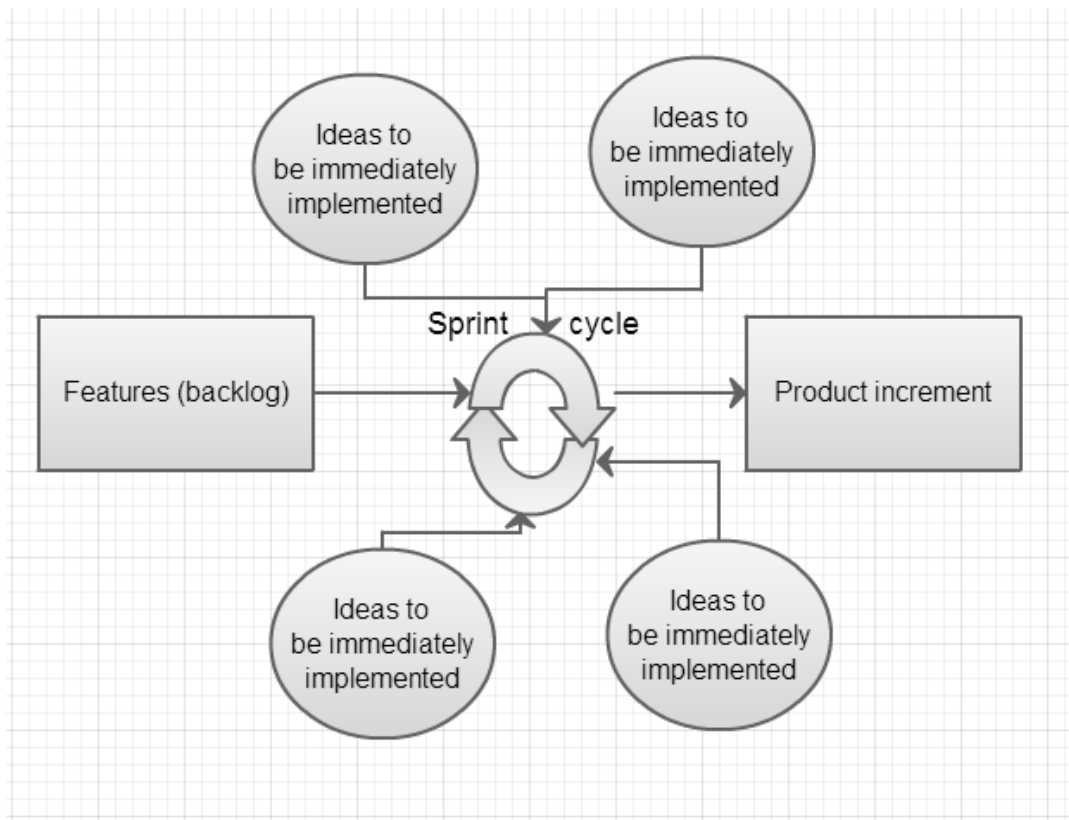 Ideas to
be immediately
implemented
Ideas to
be immediately
implemented
Sprint cycle
Features (backlog)
Product increment
Ideas to
be immediately
implemented
Ideas to
be immediately
implemented